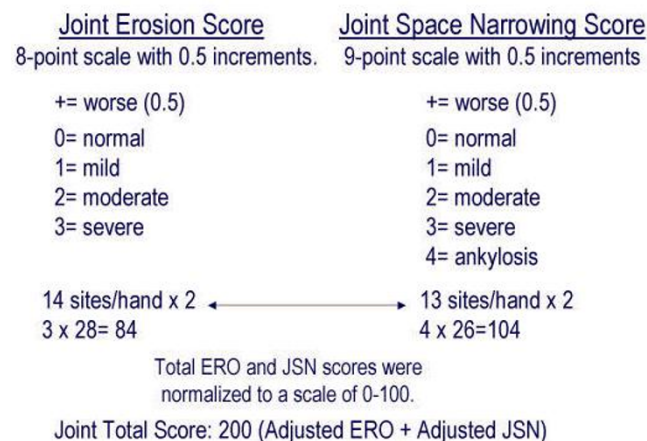 Joint Erosion Score
8-point scale with 0.5 increments.
+= worse (0.5)
0= normal
1= mild
2= moderate
3= severe
14 sites/hand x 2
3 x 28= 84
Joint Space Narrowing Score
9-point scale with 0.5 increments
+= worse (0.5)
0= normal
1= mild
2= moderate
3= severe
4= ankylosis
13 sites/hand x 2
4 x 26=104
Total ERO and JSN scores were
normalized to a scale of 0-100.
Joint Total Score: 200 (Adjusted ERO + Adjusted JSN)